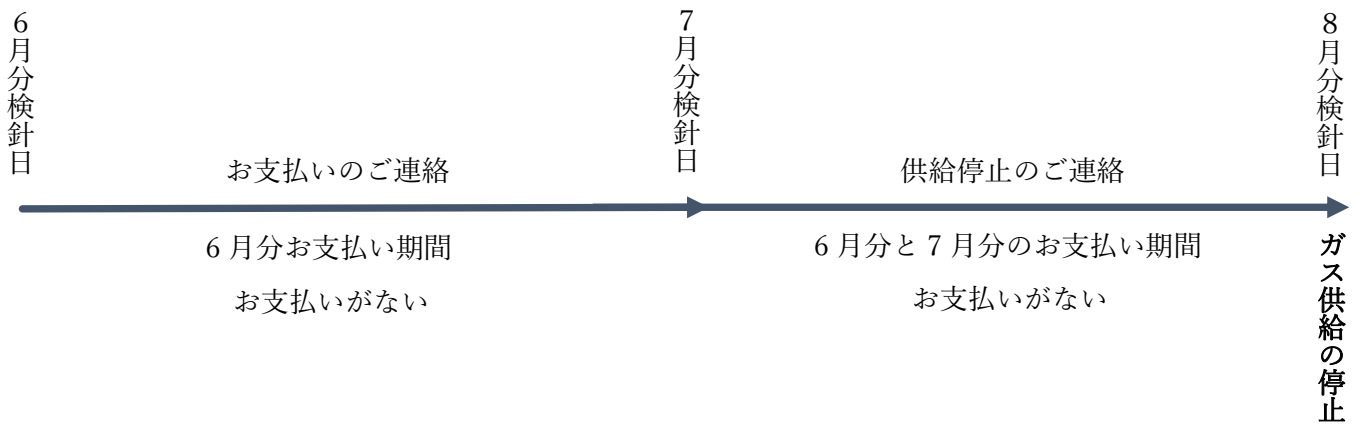 6月分検針日
7月分検針日
8月分検針日
お支払いのご連絡
供給停止のご連絡
6 月分お支払い期間
お支払いがない
6 月分と 7 月分のお支払い期間
お支払いがない
ガス供給の停止